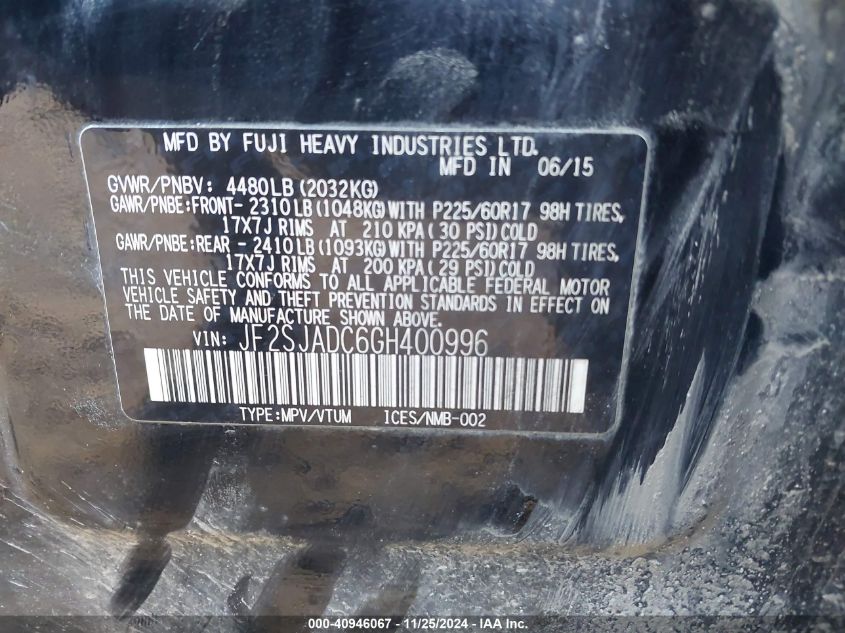 MFD BY FUJI HEAVY INDUSTRIES LTD.
MFD IN 06/15
GVWR/PNBV: 4480LB(2032KG)
GAWR/PNBE:FRONT- 2310LB(1048KG)WITH P225/60R17 98H TIRES,
17X7J RIMS AT 210 KPA(30 PSI)COLD
GAWR/PNBE:REAR - 2410LB(1093KG)WITH P225/60R17 98H TIRES,
17X7J RIMS AT 200 KPA(29 PSI)COLD
THIS VEHICLE CONFORMS TO ALL APPLICABLE FEDERAL MOTOR
VEHICLE SAFETY AND THEFT PREVENTION STANDARDS IN EFFECT ON
THE DATE OF MANUFACTURE SHOWN ABOVE.
VIN: JF2SJADC6GH400996
TYPE:MPV/VTUM ICES/NMB-002
000-40946067 - 11/25/2024 - IAA Inc.